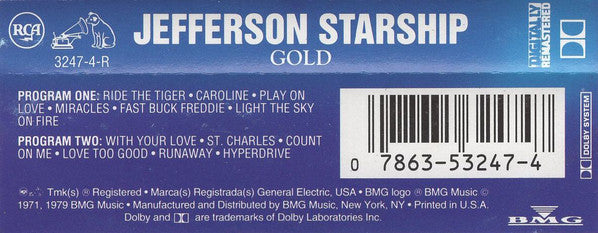 RCA
JEFFERSON STARSHIP
GOLD
3247-4-R
DIGITALLY
REMASTERED
PROGRAM ONE: RIDE THE TIGER • CAROLINE • PLAY ON
LOVE • MIRACLES • FAST BUCK FREDDIE • LIGHT THE SKY
ON FIRE
PROGRAM TWO: WITH YOUR LOVE • ST. CHARLES • COUNT
ON ME • LOVE TOO GOOD • RUNAWAY • HYPERDRIVE
0 7863-53247-4
DOLBY SYSTEM®
Tmk(s) ® Registered • Marca(s) Registrada(s) General Electric, USA • BMG logo ® BMG Music ©
1971, 1979 BMG Music • Manufactured and Distributed by BMG Music, New York, NY • Printed in U.S.A.
Dolby and are trademarks of Dolby Laboratories Inc.
BMG